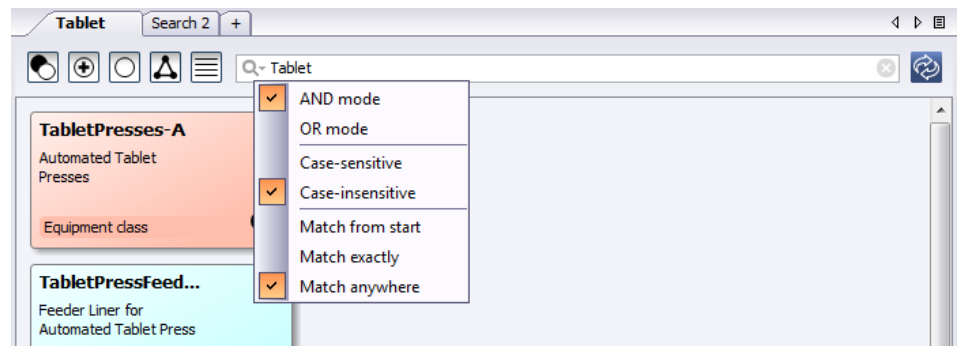 Tablet
Search 2
+
Tablet
AND mode
OR mode
Case-sensitive
Case-insensitive
Match from start
Match exactly
Match anywhere
TabletPresses-A
Automated Tablet
Presses
Equipment class
TabletPressFeed...
Feeder Liner for
Automated Tablet Press